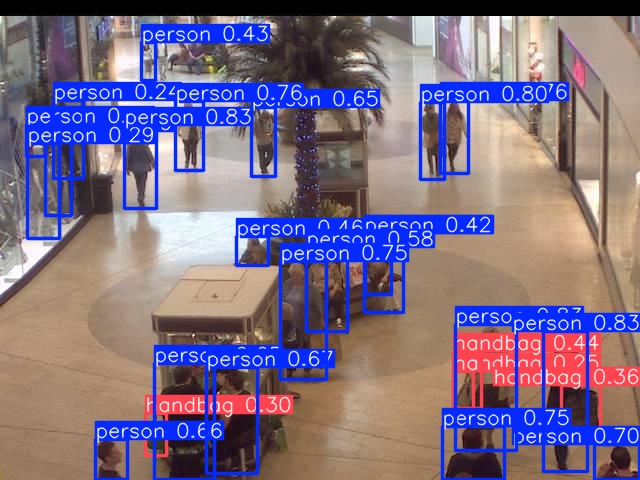 person 0.43
person 0.24
person 0.76
person 0.65
person 0.80
76
person 0.83
person 0.29
person 0.42
person 0.46
person 0.58
person 0.75
person 0.83
handbag 0.44
handbag 0.25
handbag 0.36
person 0.67
handbag 0.30
person 0.66
person 0.75
person 0.70